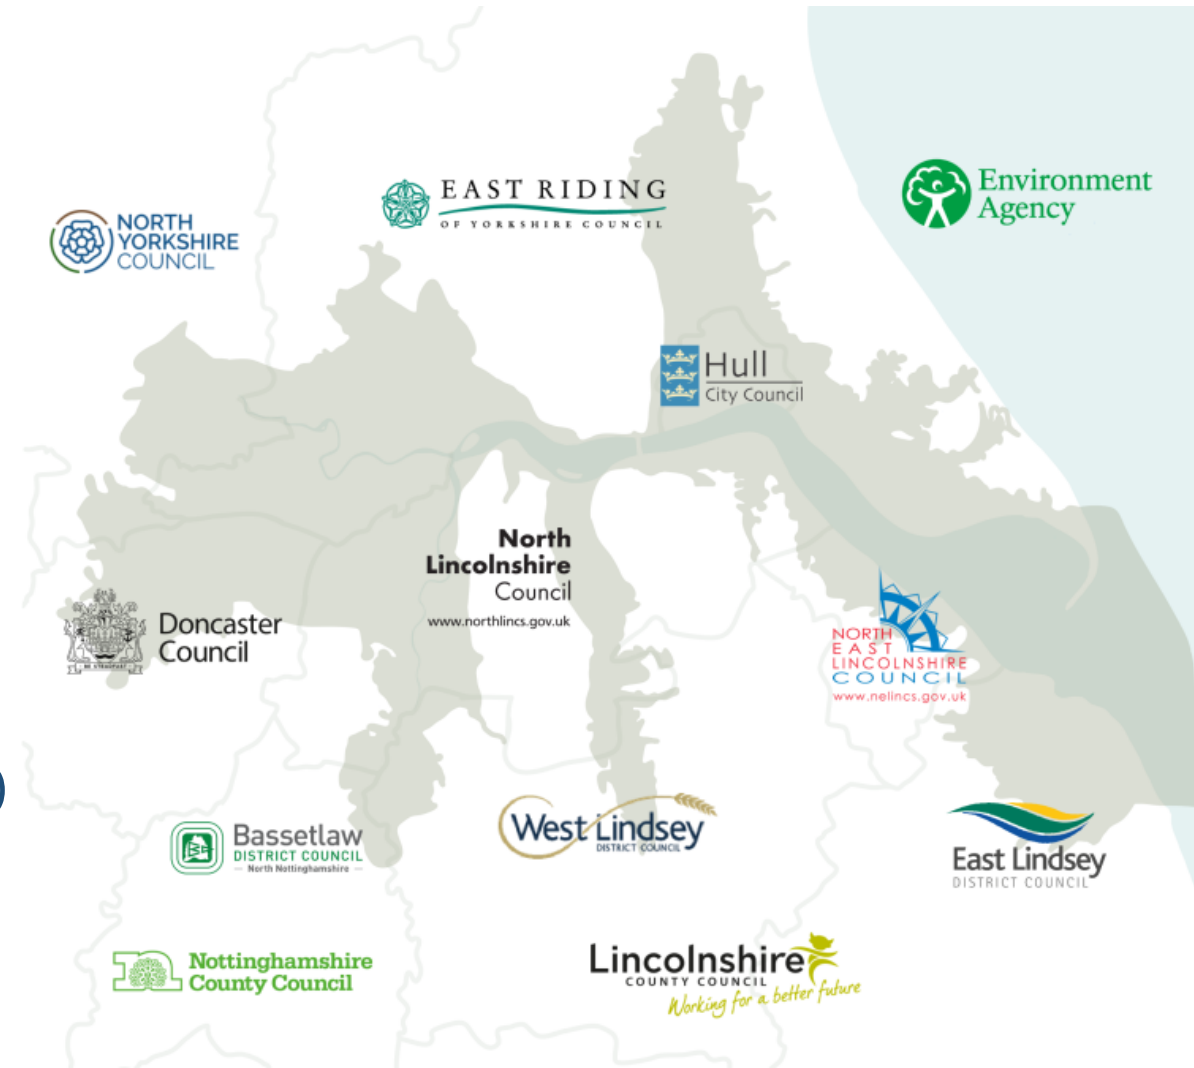 EAST RIDING
OF YORKSHIRE COUNCIL
Environment
Agency
NORTH
YORKSHIRE
COUNCIL
Hull
City Council
North
Lincolnshire
Council
www.northlincs.gov.uk
Doncaster
Council
NORTH
EAST
LINCOLNSHIRE
COUNCIL
www.nelincs.gov.uk
Bassetlaw
DISTRICT COUNCIL
North Nottinghamshire
West Lindsey
DISTRICT COUNCIL
East Lindsey
DISTRICT COUNCIL
Nottinghamshire
County Council
Lincolnshire
COUNTY COUNCIL
Working for a better future